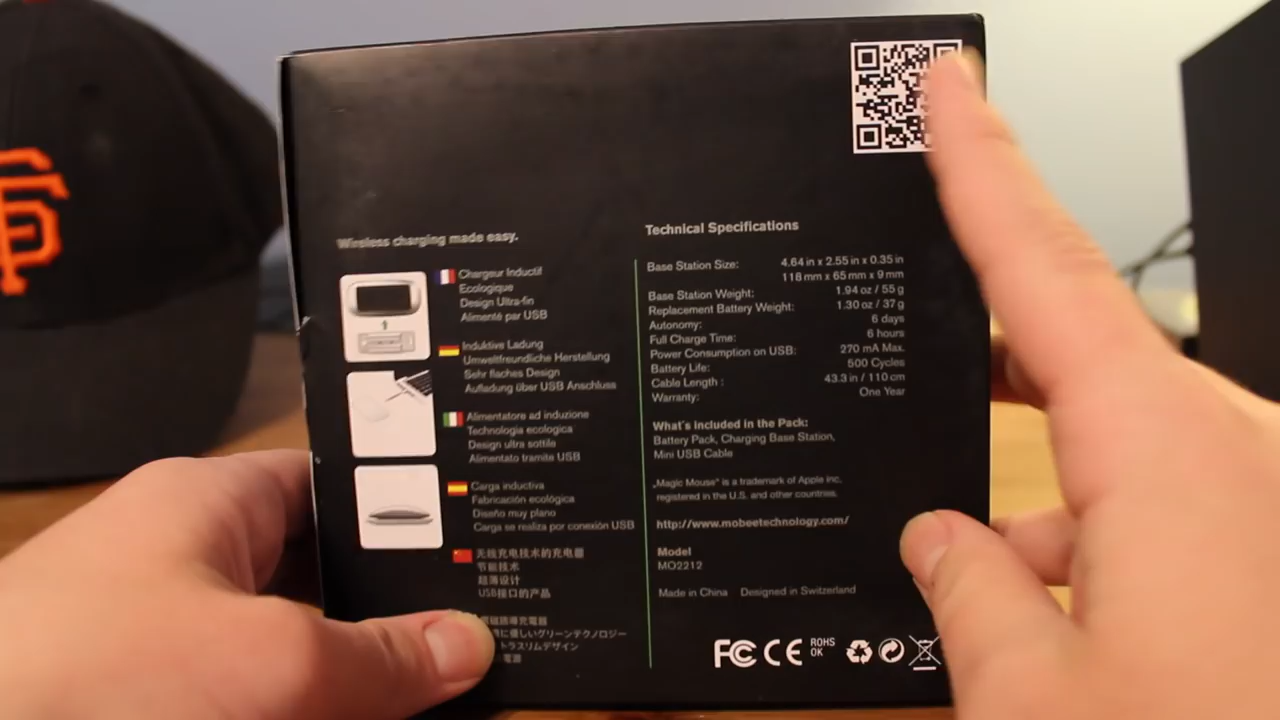 SF
Wireless charging made easy.
Chargeur Inductif
Ecologique
Design Ultra-fin
Alimenté par USB
Induktive Ladung
Umweltfreundliche Herstellung
Sehr flaches Design
Aufladung über USB Anschluss
Alimentatore ad induzione
Technologia ecologica
Design ultra sottile
Alimentato tramite USB
Carga inductiva
Fabricación ecológica
Diseño muy plano
Carga se realiza por conexión USB
无线充电技术的充电器
节能技术
超薄设计
USB接口的产品
磁誘導充電器
に優しいグリーンテクノロジー
トラスリムデザイン
電源
Technical Specifications
Base Station Size: 4.64 in x 2.55 in x 0.35 in
118 mm x 65 mm x 9 mm
Base Station Weight: 1.94 oz / 55 g
Replacement Battery Weight: 1.30 oz / 37 g
Autonomy: 6 days
Full Charge Time: 6 hours
Power Consumption on USB: 270 mA Max.
Battery Life: 500 Cycles
Cable Length : 43.3 in / 110 cm
Warranty: One Year
What's included in the Pack:
Battery Pack, Charging Base Station,
Mini USB Cable
„Magic Mouse" is a trademark of Apple inc.
registered in the U.S. and other countries.
http://www.mobeetechnology.com/
Model
MO2212
Made in China Designed in Switzerland
FC CE ROHS
OK